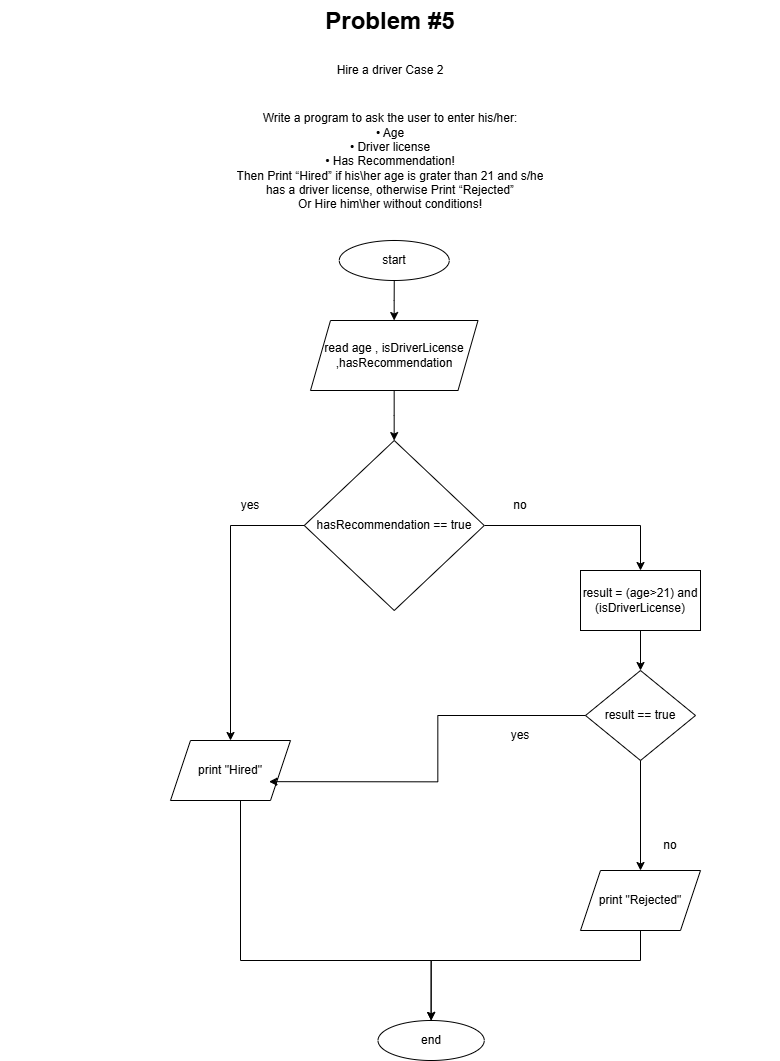 Problem #5
Hire a driver Case 2
Write a program to ask the user to enter his/her:
• Age
• Driver license
• Has Recommendation!
Then Print “Hired” if his\her age is grater than 21 and s/he
has a driver license, otherwise Print “Rejected”
Or Hire him\her without conditions!
start
read age , isDriverLicense
,hasRecommendation
yes
no
hasRecommendation == true
result = (age>21) and
(isDriverLicense)
result == true
yes
print "Hired"
no
print "Rejected"
end